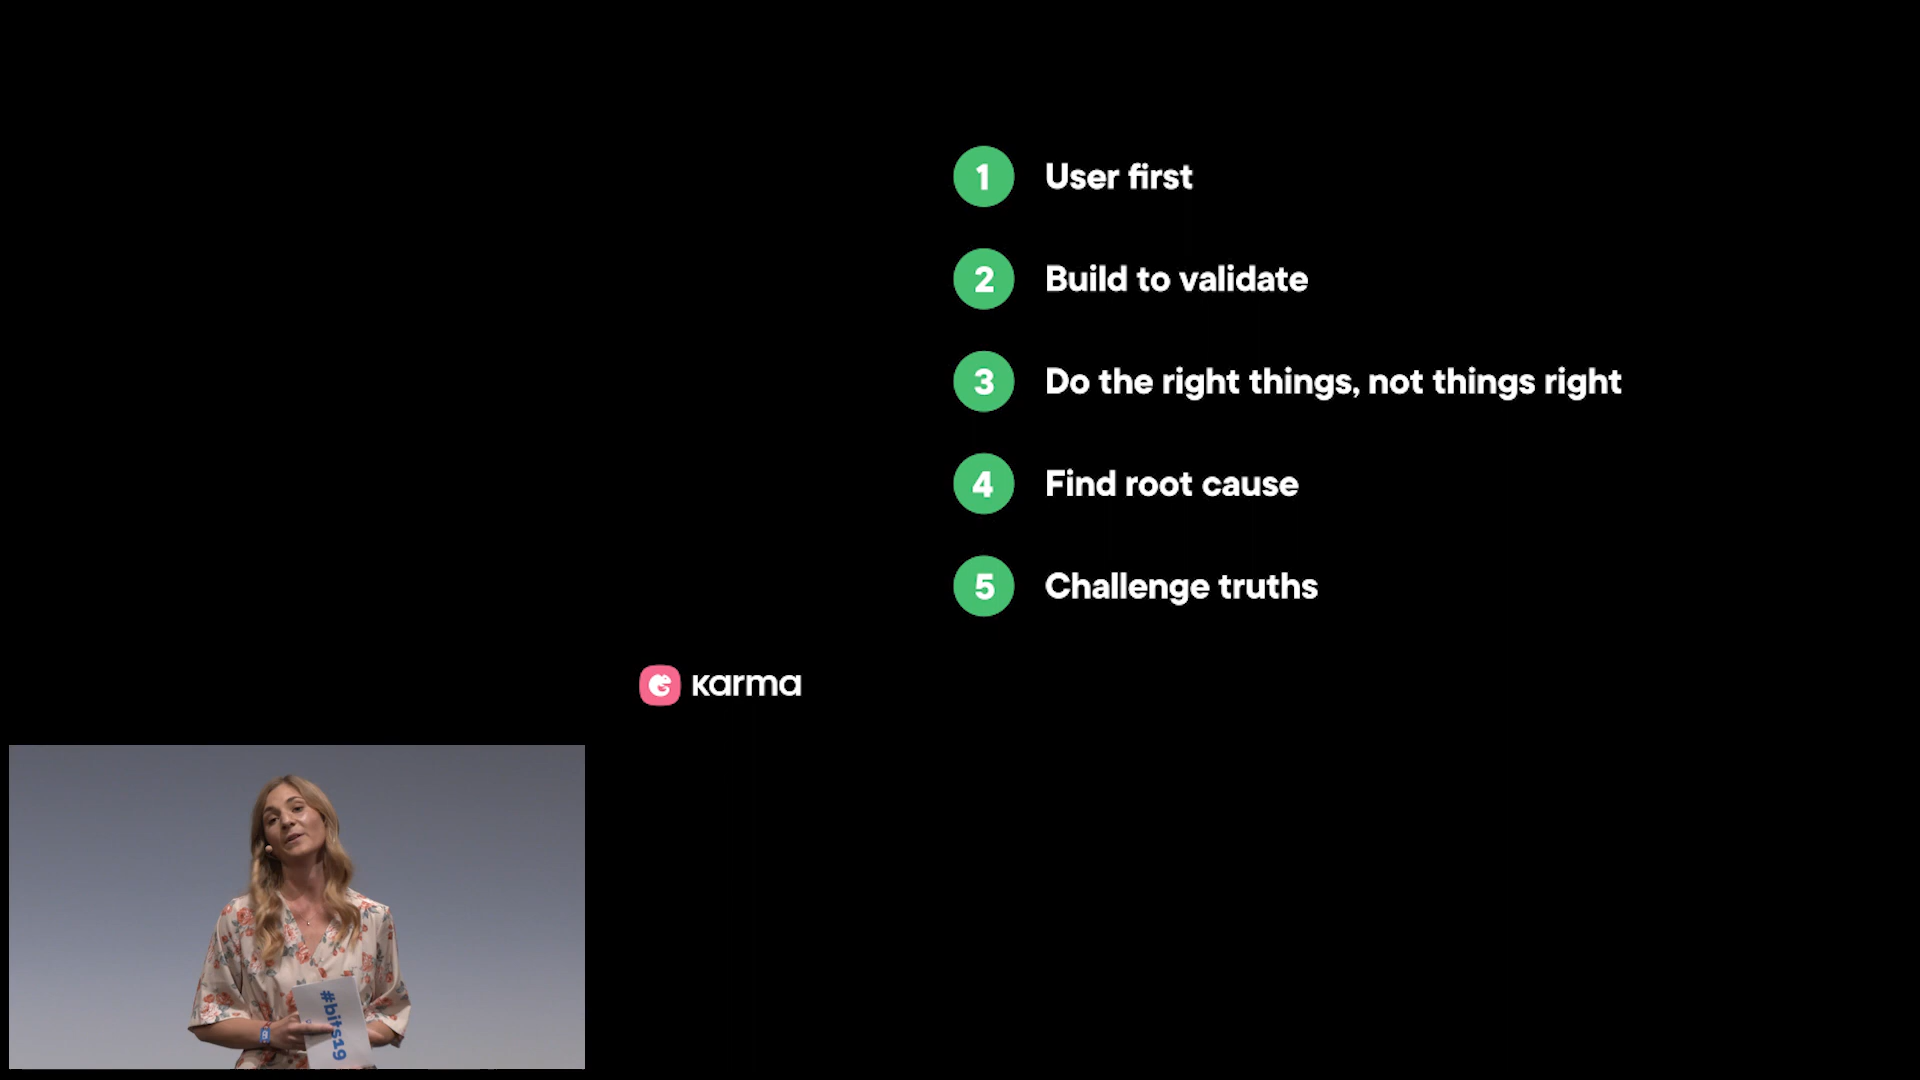 1 User first
2 Build to validate
3 Do the right things, not things right
4 Find root cause
5 Challenge truths
karma
#bits19